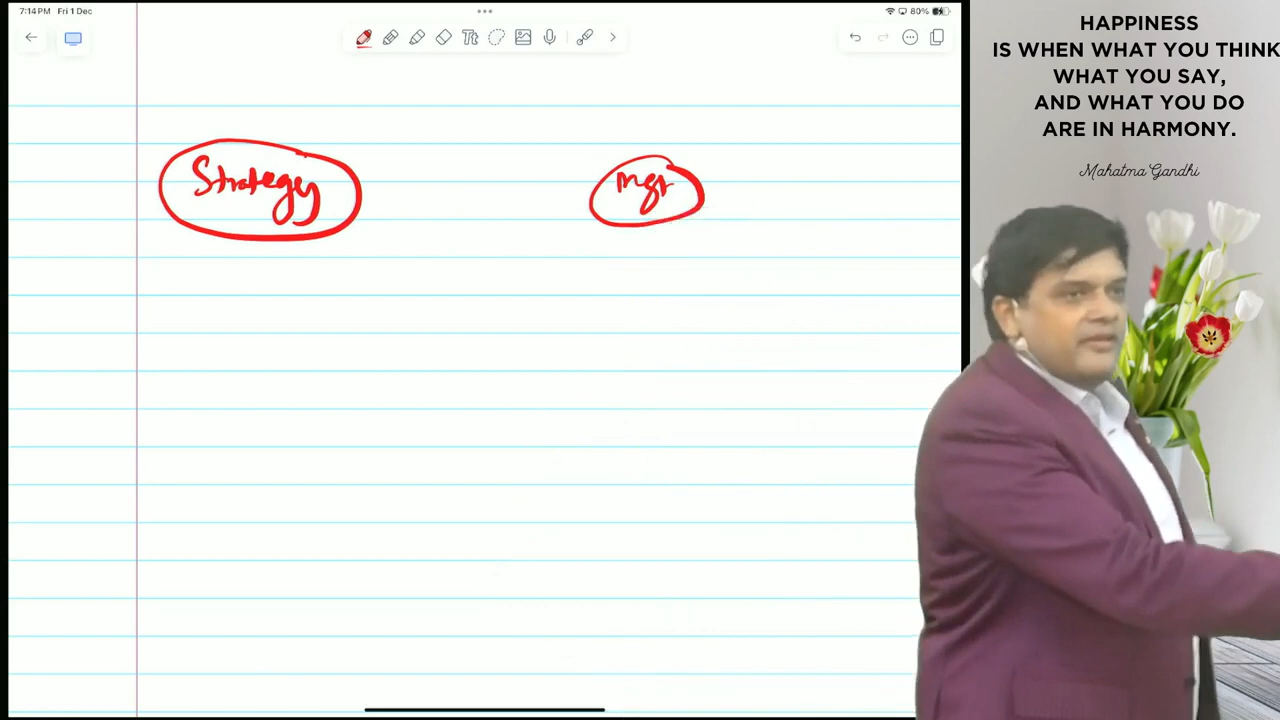 7:14 PM Fri 1 Dec
80%
Tt
Strategy
mgt
HAPPINESS
IS WHEN WHAT YOU THINK
WHAT YOU SAY,
AND WHAT YOU DO
ARE IN HARMONY.
Mahatma Gandhi